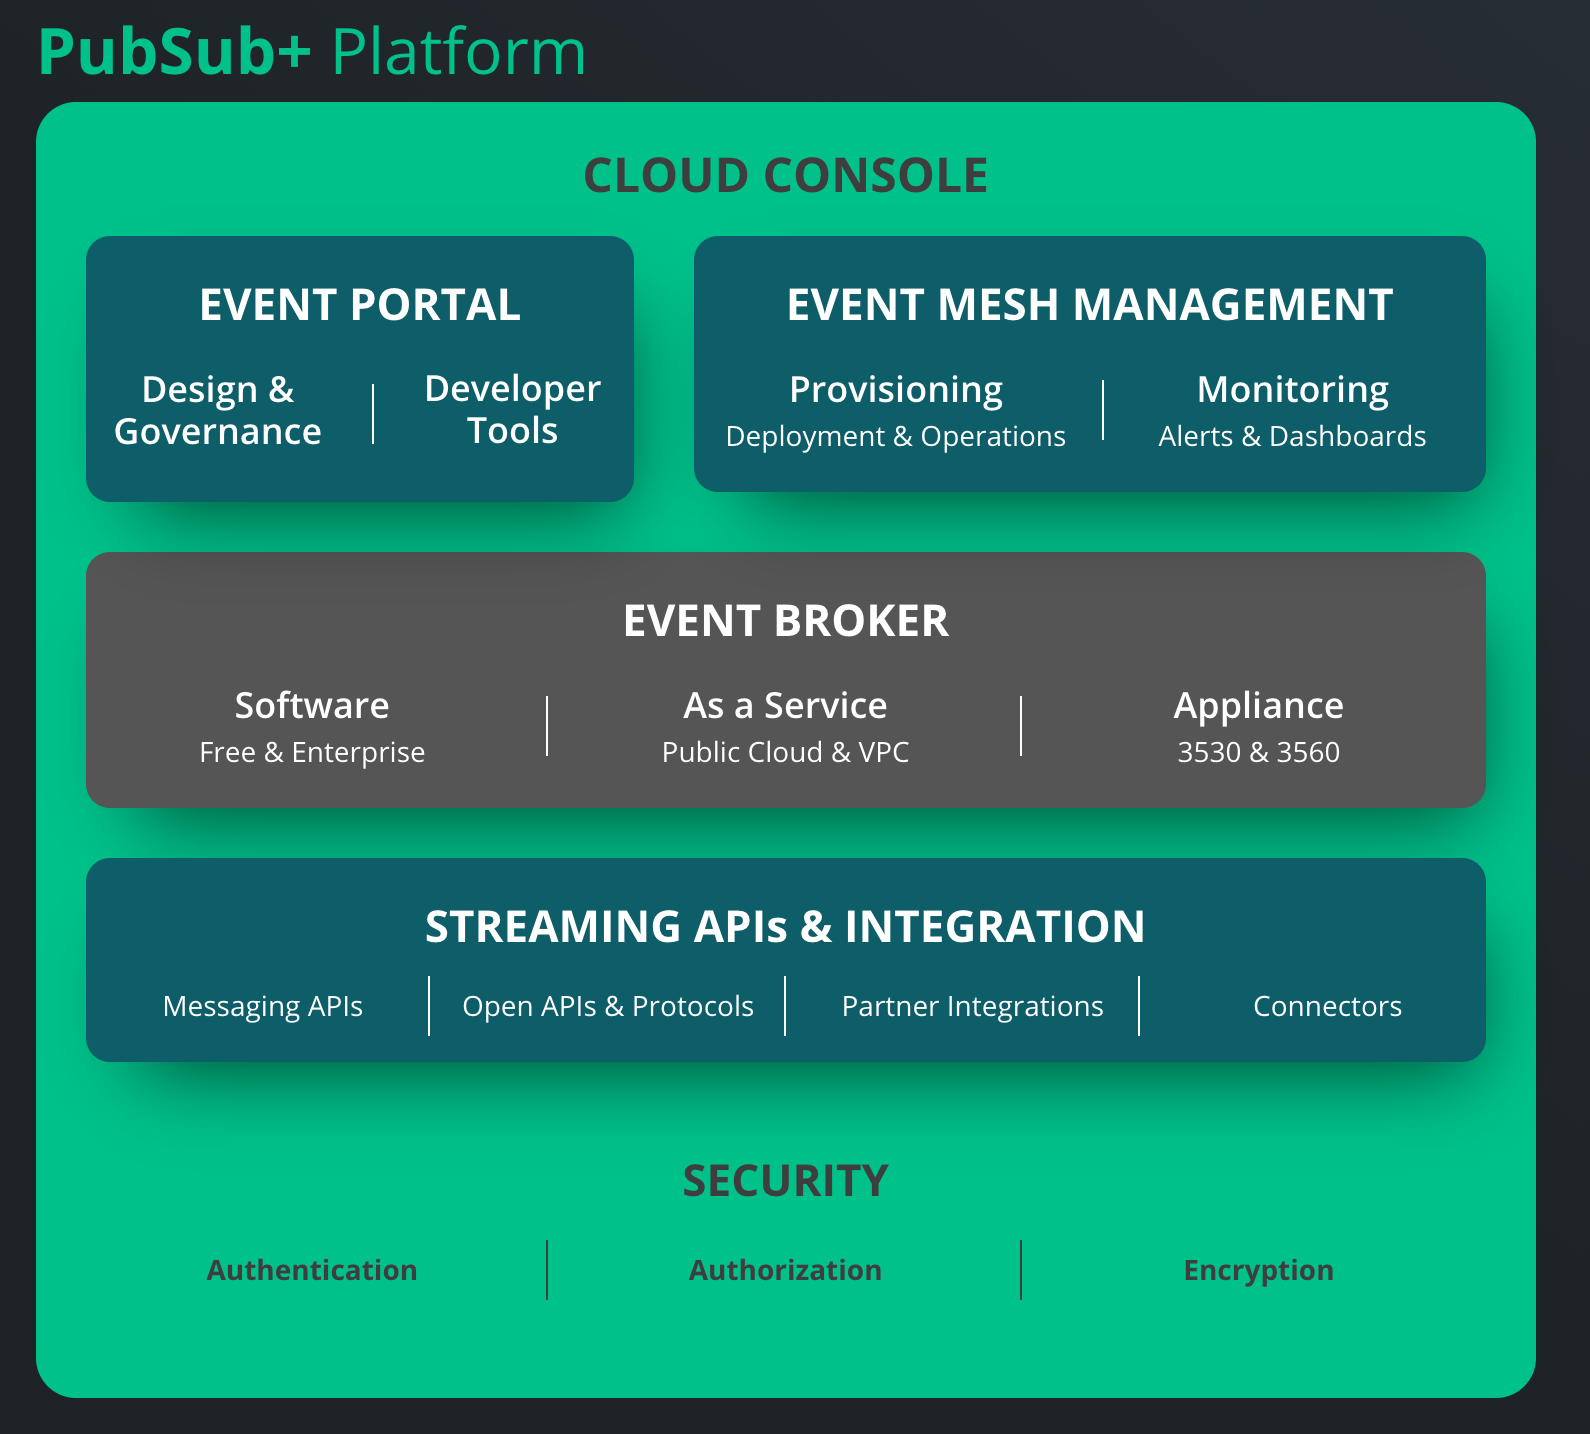 PubSub+ Platform
CLOUD CONSOLE
EVENT PORTAL
Design &
Governance
Developer
Tools
EVENT MESH MANAGEMENT
Provisioning
Deployment & Operations
Monitoring
Alerts & Dashboards
EVENT BROKER
Software
Free & Enterprise
As a Service
Public Cloud & VPC
Appliance
3530 & 3560
STREAMING APIs & INTEGRATION
Messaging APIs
Open APIs & Protocols
Partner Integrations
Connectors
SECURITY
Authentication
Authorization
Encryption